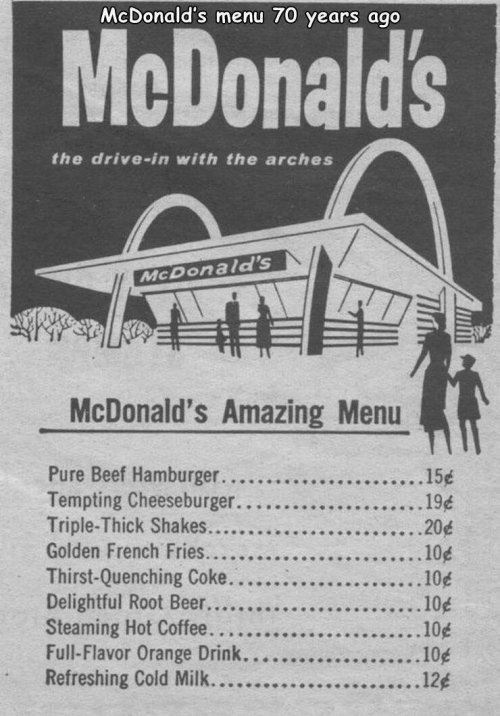 McDonald's menu 70 years ago
McDonald's
the drive-in with the arches
McDonald's
McDonald's Amazing Menu
Pure Beef Hamburger....................15¢
Tempting Cheeseburger..................19¢
Triple-Thick Shakes....................20¢
Golden French Fries....................10¢
Thirst-Quenching Coke..................10¢
Delightful Root Beer...................10¢
Steaming Hot Coffee....................10¢
Full-Flavor Orange Drink...............10¢
Refreshing Cold Milk...................12¢